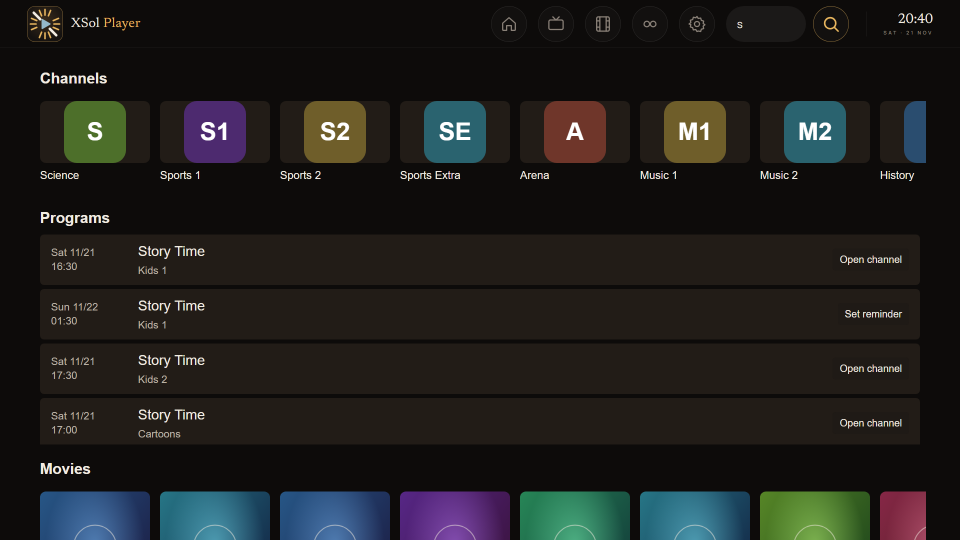 XSol Player
s
20:40
SAT · 21 NOV
Channels
S
S1
S2
SE
A
M1
M2
Science
Sports 1
Sports 2
Sports Extra
Arena
Music 1
Music 2
History
Programs
Sat 11/21
16:30
Story Time
Kids 1
Open channel
Sun 11/22
01:30
Story Time
Kids 1
Set reminder
Sat 11/21
17:30
Story Time
Kids 2
Open channel
Sat 11/21
17:00
Story Time
Cartoons
Open channel
Movies